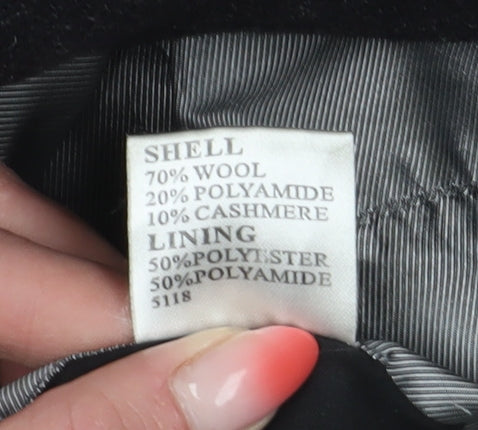 SHELL
70% WOOL
20% POLYAMIDE
10% CASHMERE
LINING
50%POLYESTER
50%POLYAMIDE
5118